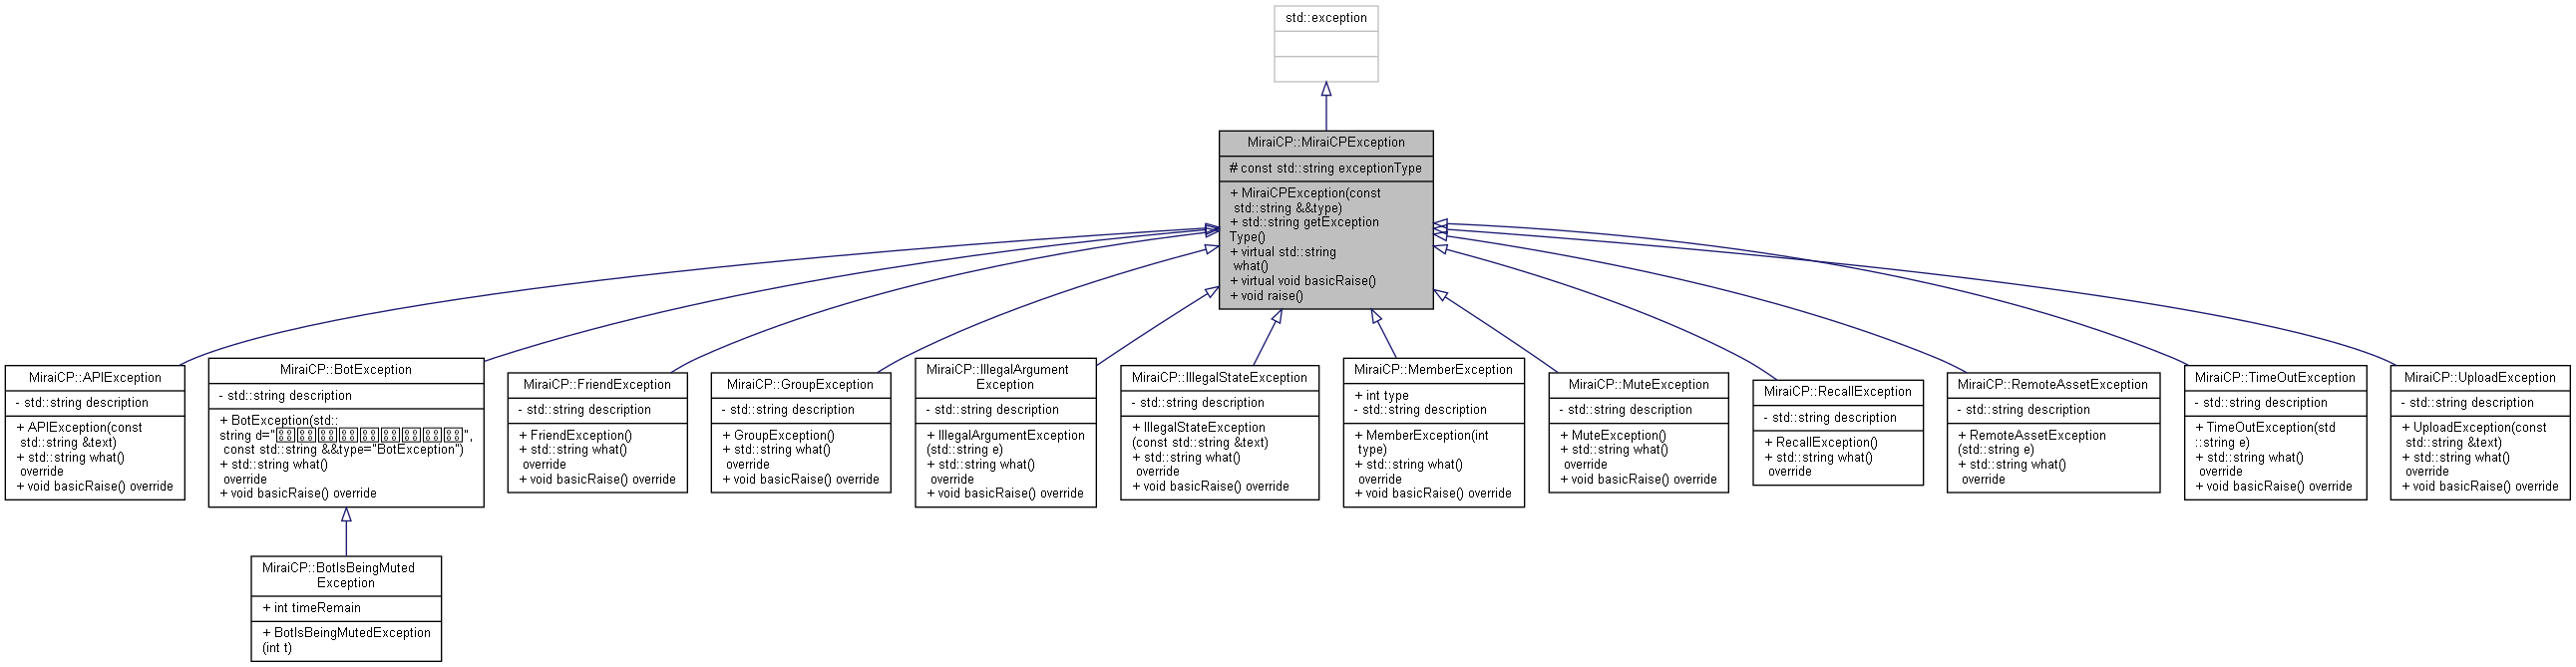 std::exception
MiraiCP::MiraiCPException
# const std::string exceptionType
+ MiraiCPException(const
std::string &&type)
+ std::string getException
Type()
+ virtual std::string
what()
+ virtual void basicRaise()
+ void raise()
MiraiCP::APIException
- std::string description
+ APIException(const
std::string &text)
+ std::string what()
override
+ void basicRaise() override
MiraiCP::BotException
- std::string description
+ BotException(std::
string d="",
const std::string &&type="BotException")
+ std::string what()
override
+ void basicRaise() override
MiraiCP::FriendException
- std::string description
+ FriendException()
+ std::string what()
override
+ void basicRaise() override
MiraiCP::GroupException
- std::string description
+ GroupException()
+ std::string what()
override
+ void basicRaise() override
MiraiCP::IllegalArgument
Exception
- std::string description
+ IllegalArgumentException
(std::string e)
+ std::string what()
override
+ void basicRaise() override
MiraiCP::IllegalStateException
- std::string description
+ IllegalStateException
(const std::string &text)
+ std::string what()
override
+ void basicRaise() override
MiraiCP::MemberException
+ int type
- std::string description
+ MemberException(int
type)
+ std::string what()
override
+ void basicRaise() override
MiraiCP::MuteException
- std::string description
+ MuteException()
+ std::string what()
override
+ void basicRaise() override
MiraiCP::RecallException
- std::string description
+ RecallException()
+ std::string what()
override
MiraiCP::RemoteAssetException
- std::string description
+ RemoteAssetException
(std::string e)
+ std::string what()
override
MiraiCP::TimeOutException
- std::string description
+ TimeOutException(std
::string e)
+ std::string what()
override
+ void basicRaise() override
MiraiCP::UploadException
- std::string description
+ UploadException(const
std::string &text)
+ std::string what()
override
+ void basicRaise() override
MiraiCP::BotIsBeingMuted
Exception
+ int timeRemain
+ BotIsBeingMutedException
(int t)